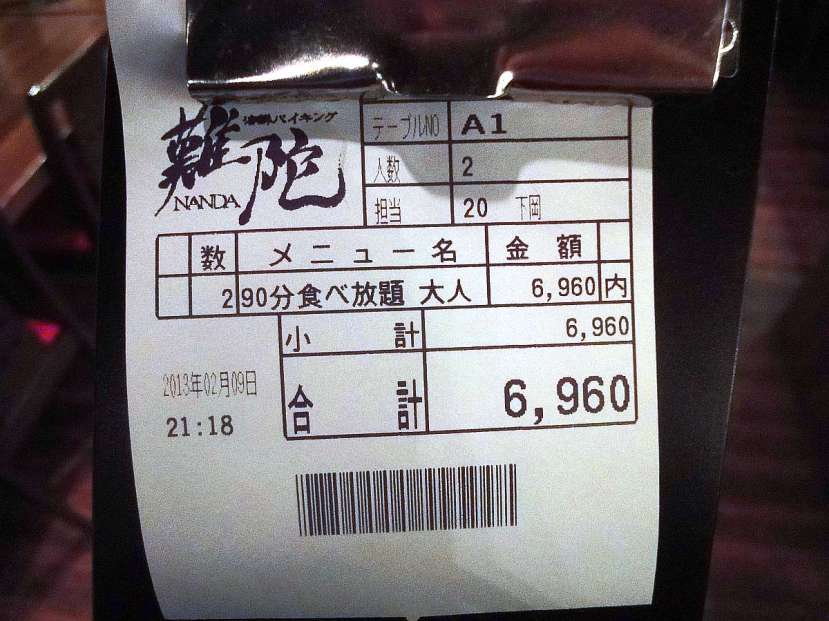 海鮮バイキング
難陀
NANDA
テーブルNO A1
人数 2
担当 20 下岡
数 メニュー名 金額
2 90分食べ放題 大人 6,960 内
小計 6,960
2013年02月09日
21:18
合計 6,960